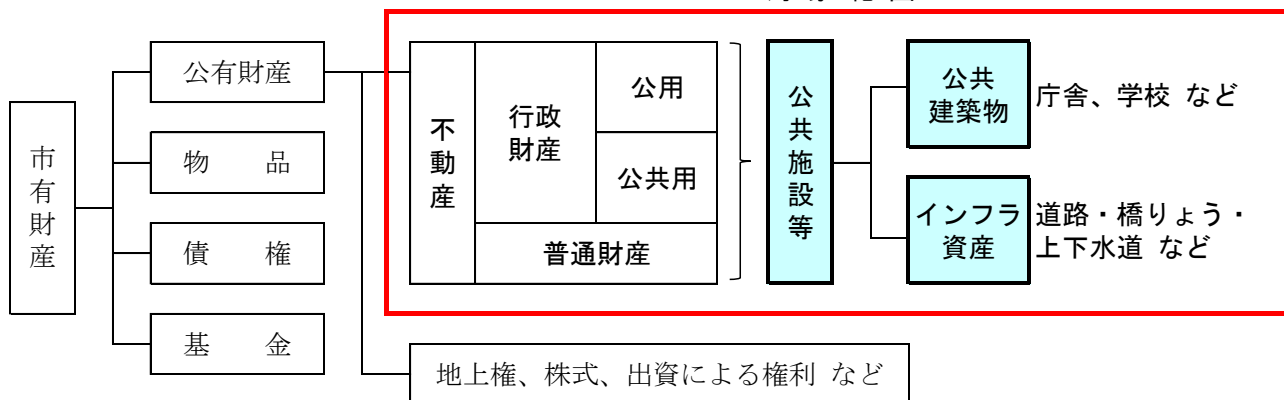 市有財産
公有財産
物　　品
債　　権
基　　金
不動産
行政
財産
公用
公共用
普通財産
公共施設等
公共
建築物
庁舎、学校 など
インフラ
資産
道路・橋りょう・
上下水道 など
地上権、株式、出資による権利 など